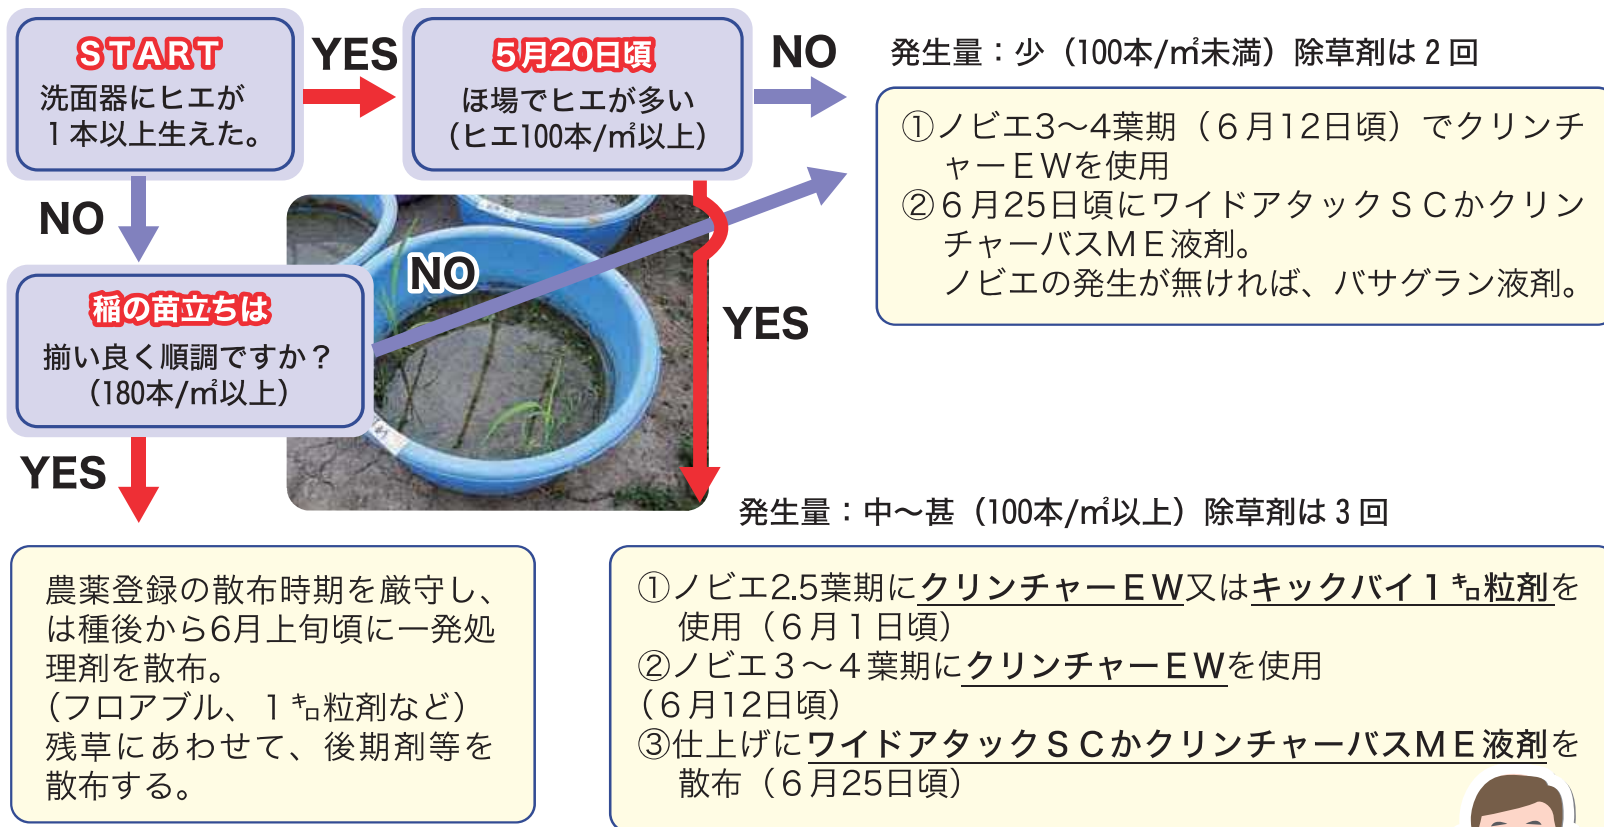 START
洗面器にヒエが
１本以上生えた。
YES
5月20日頃
ほ場でヒエが多い
（ヒエ100本/㎡以上）
NO
発生量：少（100本/㎡未満）除草剤は２回
①ノビエ3〜4葉期（６月12日頃）でクリンチ
ャーＥＷを使用
②６月25日頃にワイドアタックＳＣかクリン
チャーバスＭＥ液剤。
ノビエの発生が無ければ、バサグラン液剤。
NO
NO
YES
稲の苗立ちは
揃い良く順調ですか？
（180本/㎡以上）
YES
発生量：中〜甚（100本/㎡以上）除草剤は３回
農薬登録の散布時期を厳守し、
は種後から6月上旬頃に一発処
理剤を散布。
（フロアブル、１㌔粒剤など）
残草にあわせて、後期剤等を
散布する。
①ノビエ2.5葉期にクリンチャーＥＷ又はキックバイ１㌔粒剤を
使用（６月１日頃）
②ノビエ３〜４葉期にクリンチャーＥＷを使用
（６月12日頃）
③仕上げにワイドアタックＳＣかクリンチャーバスＭＥ液剤を
散布（６月25日頃）